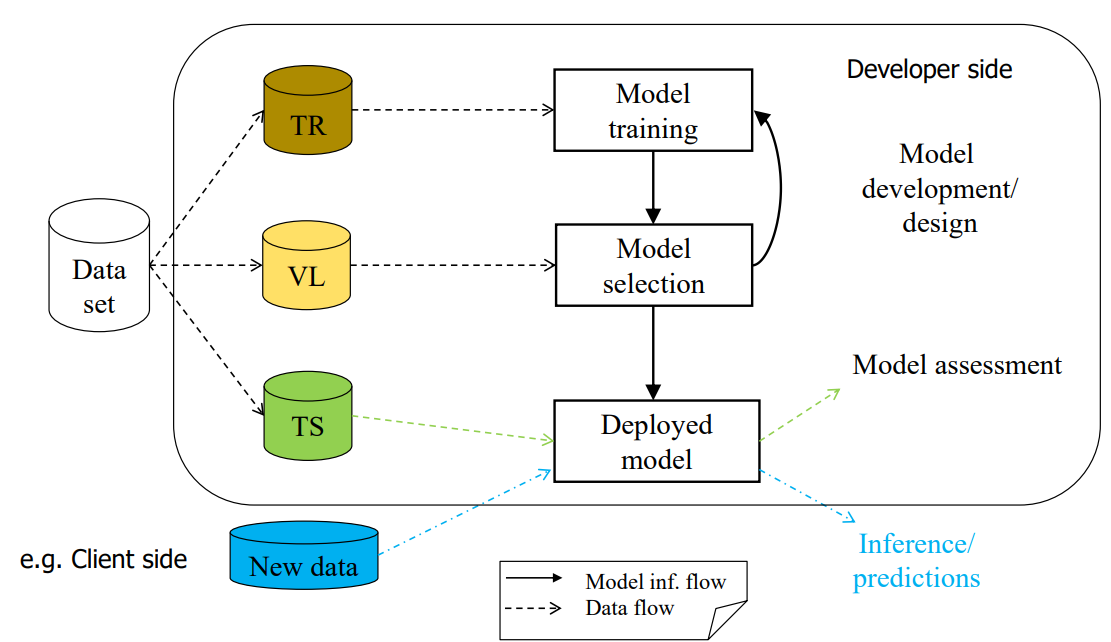 Developer side
TR
Model
training
Model
development/
design
Data
set
VL
Model
selection
Model assessment
TS
Deployed
model
e.g. Client side
New data
Inference/
predictions
Model inf. flow
Data flow